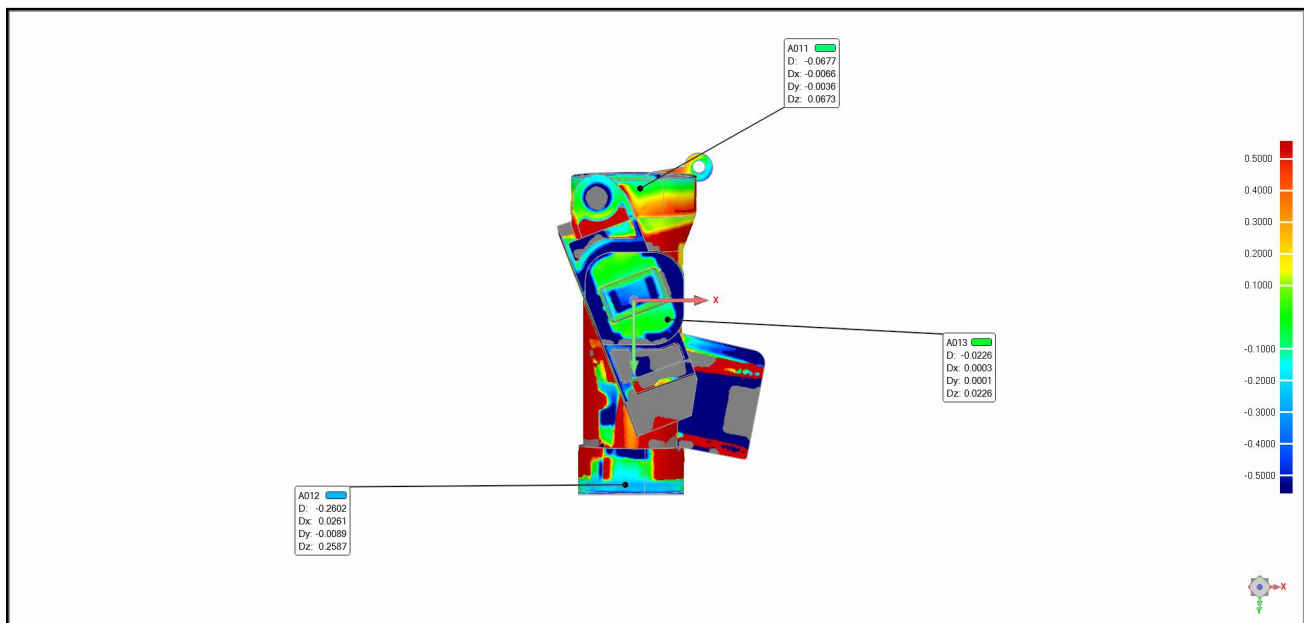 A011
D: -0.0677
Dx: -0.0066
Dy: -0.0036
Dz: 0.0673
0.5000
0.4000
0.3000
0.2000
0.1000
-0.1000
-0.2000
-0.3000
-0.4000
-0.5000
X
A013
D: -0.0226
Dx: 0.0003
Dy: 0.0001
Dz: 0.0226
A012
D: -0.2602
Dx: 0.0261
Dy: -0.0089
Dz: 0.2587
X
Y